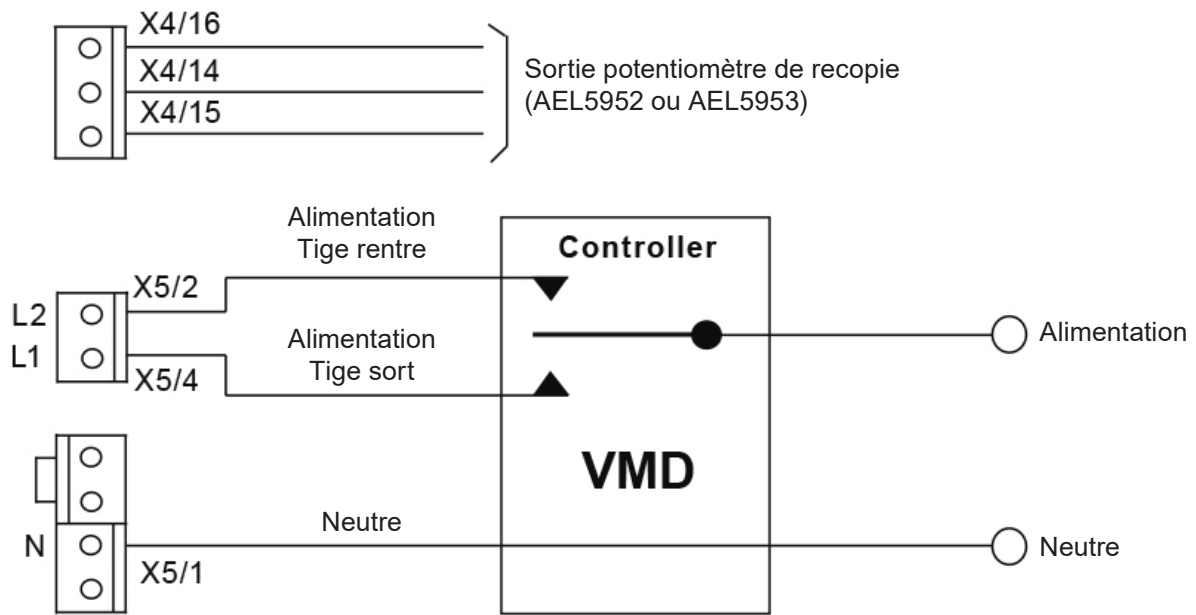 X4/16
X4/14
X4/15
Sortie potentiomètre de recopie
(AEL5952 ou AEL5953)
Alimentation
Tige rentre
Controller
X5/2
L2
L1
X5/4
Alimentation
Tige sort
Alimentation
VMD
Neutre
N
X5/1
Neutre